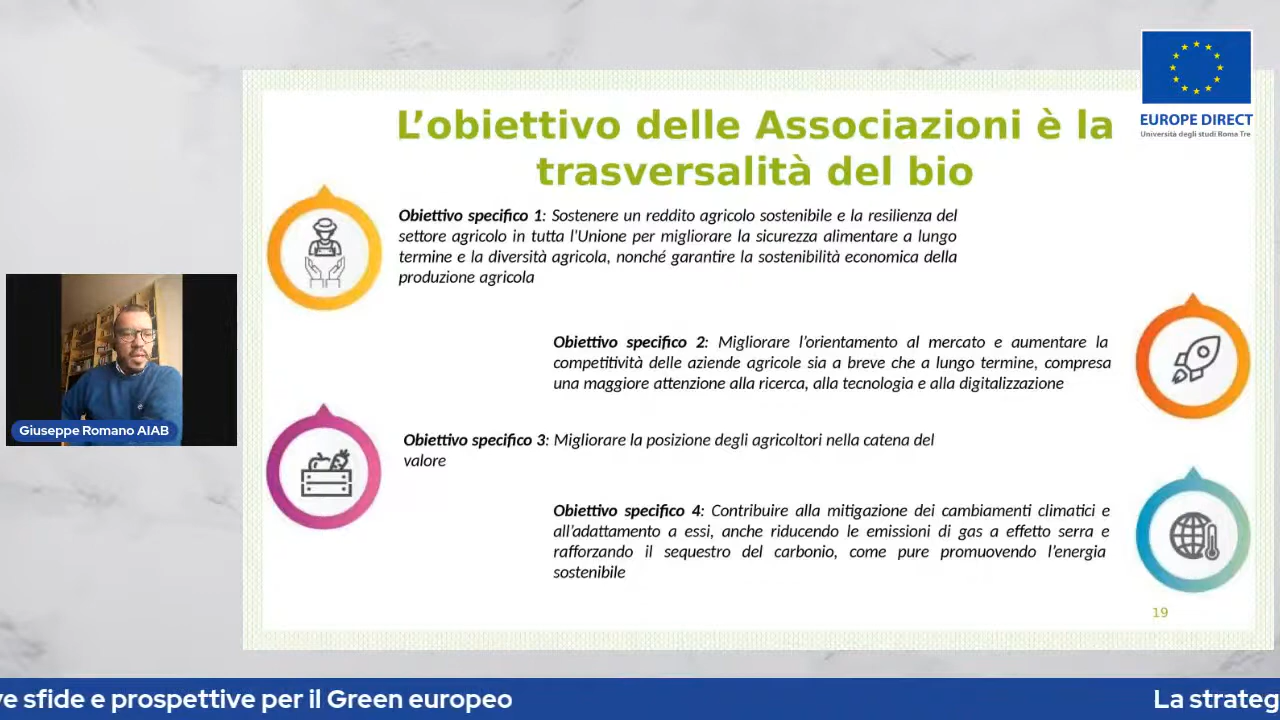 EUROPE DIRECT
Università degli studi Roma Tre
L’obiettivo delle Associazioni è la
trasversalità del bio
Obiettivo specifico 1: Sostenere un reddito agricolo sostenibile e la resilienza del
settore agricolo in tutta l'Unione per migliorare la sicurezza alimentare a lungo
termine e la diversità agricola, nonché garantire la sostenibilità economica della
produzione agricola
Obiettivo specifico 2: Migliorare l’orientamento al mercato e aumentare la
competitività delle aziende agricole sia a breve che a lungo termine, compresa
una maggiore attenzione alla ricerca, alla tecnologia e alla digitalizzazione
Giuseppe Romano AIAB
Obiettivo specifico 3: Migliorare la posizione degli agricoltori nella catena del
valore
Obiettivo specifico 4: Contribuire alla mitigazione dei cambiamenti climatici e
all’adattamento a essi, anche riducendo le emissioni di gas a effetto serra e
rafforzando il sequestro del carbonio, come pure promuovendo l’energia
sostenibile
19
ve sfide e prospettive per il Green europeo
La strateg